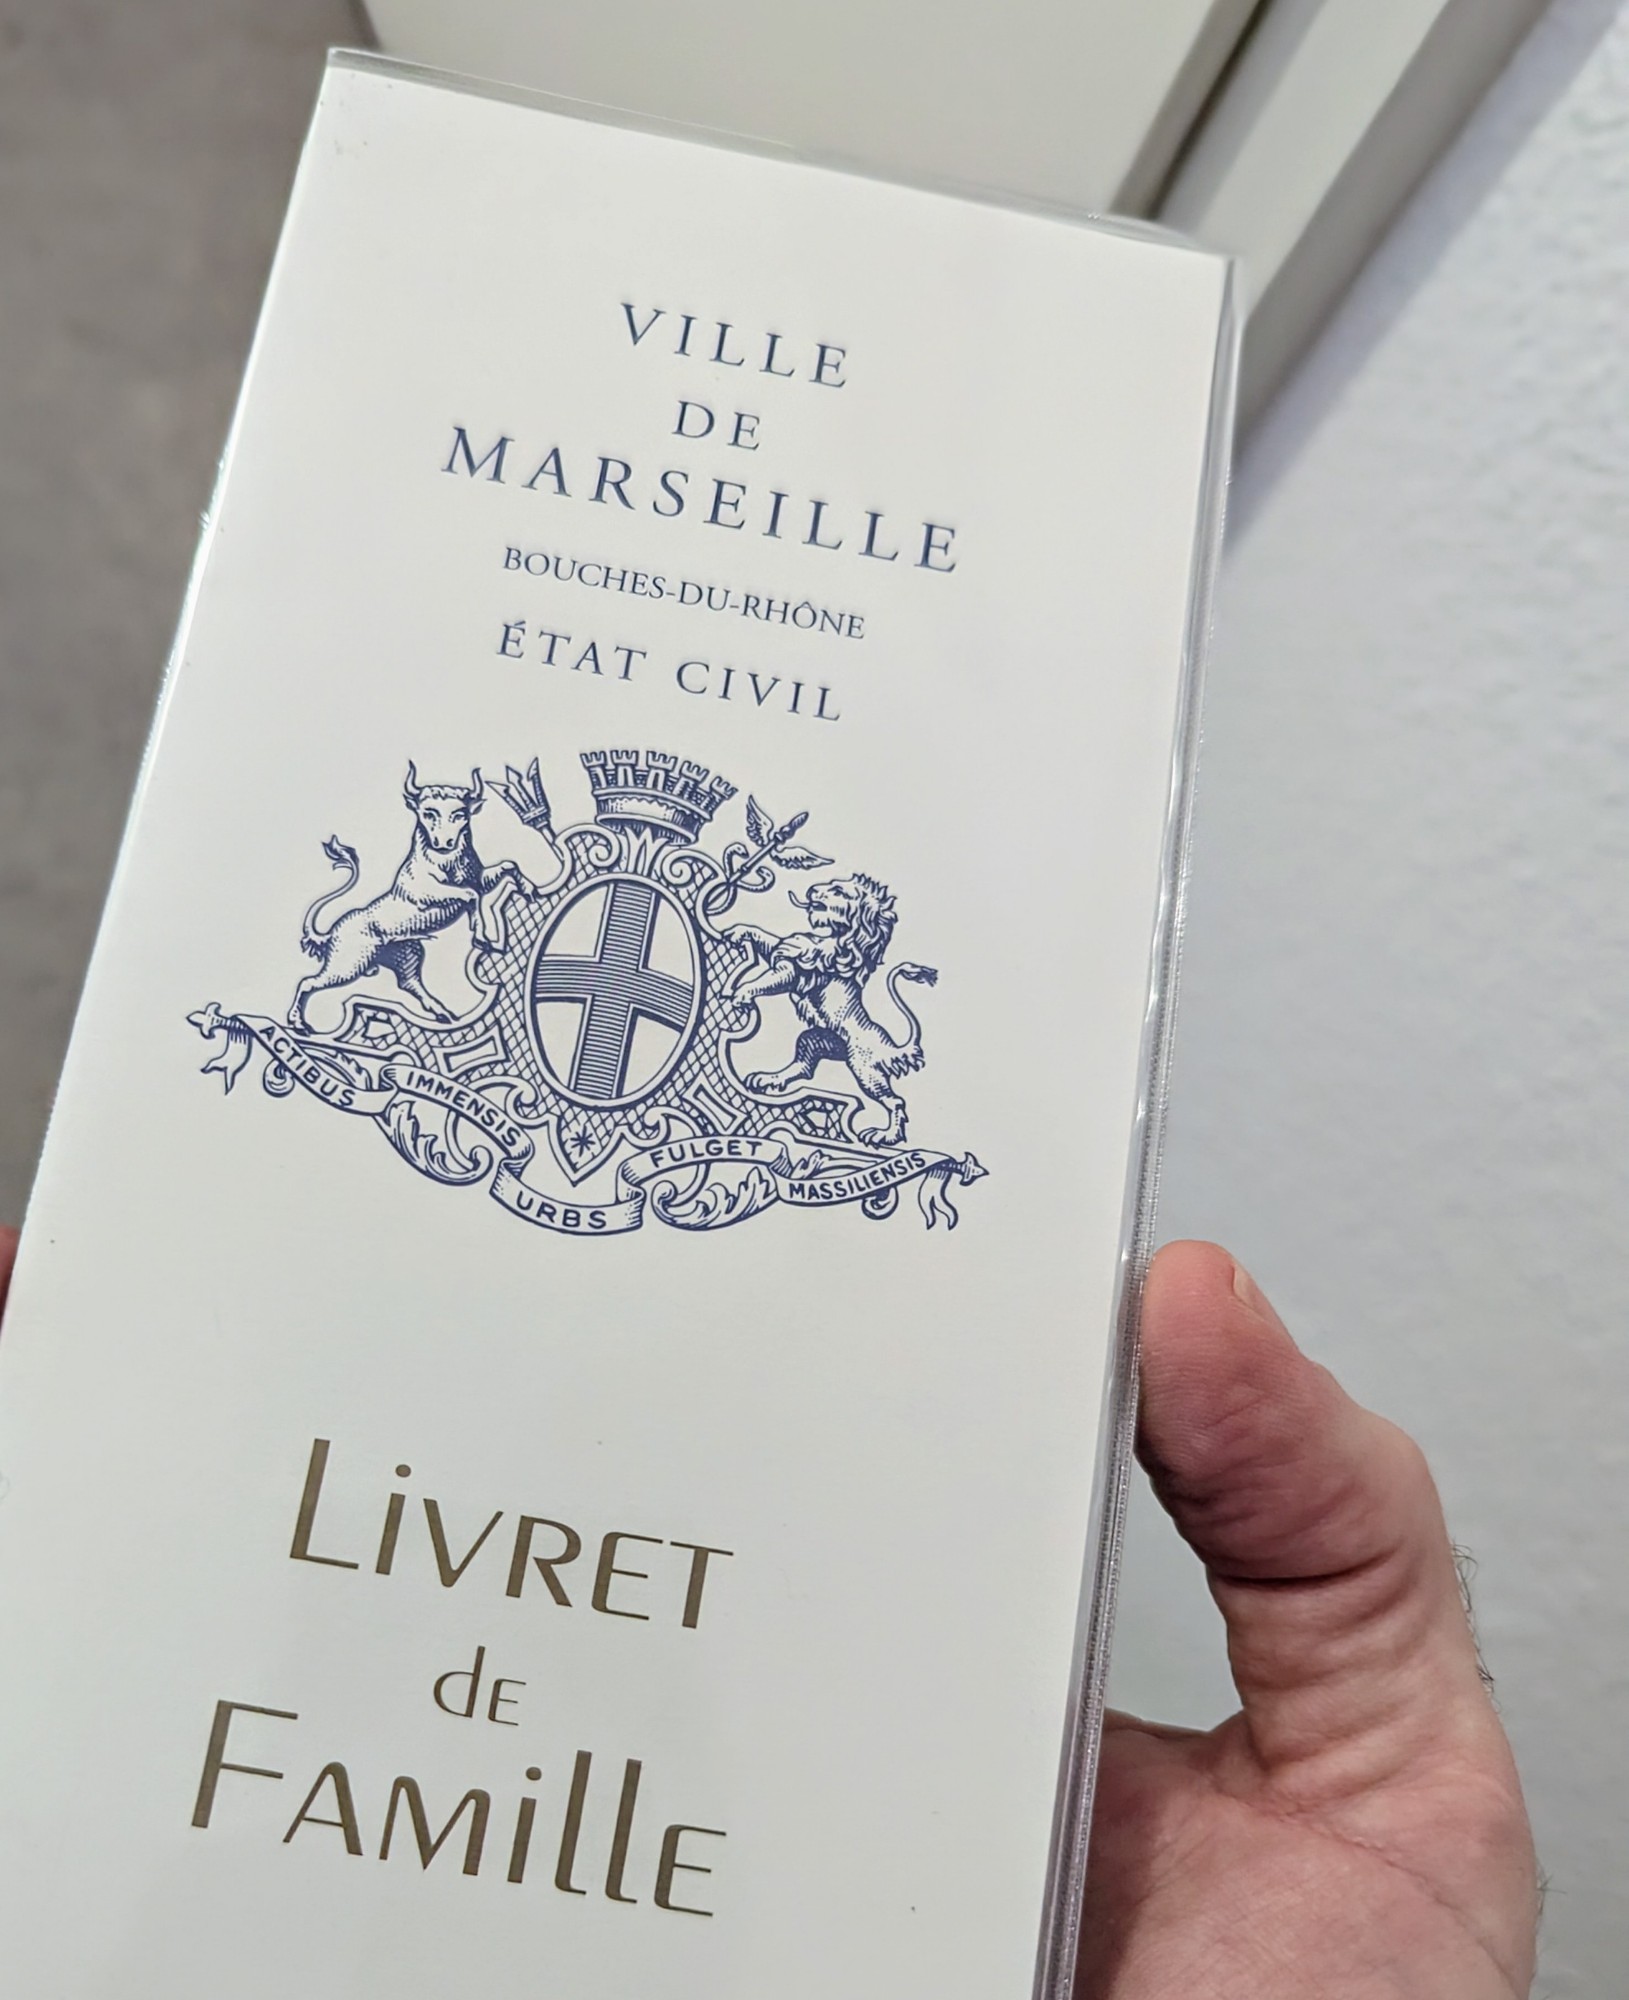 VILLE
DE
MARSEILLE
BOUCHES-DU-RHÔNE
ÉTAT CIVIL
ACTIBUS IMMENSIS URBS FULGET MASSILIENSIS
LiVRET
dE
FAMillE